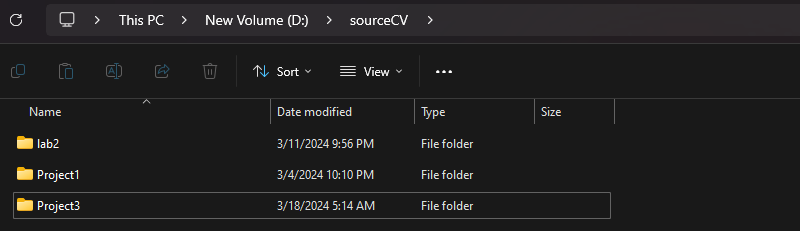 This PC > New Volume (D:) > sourceCV >
Sort View
Name Date modified Type Size
lab2 3/11/2024 9:56 PM File folder
Project1 3/4/2024 10:10 PM File folder
Project3 3/18/2024 5:14 AM File folder